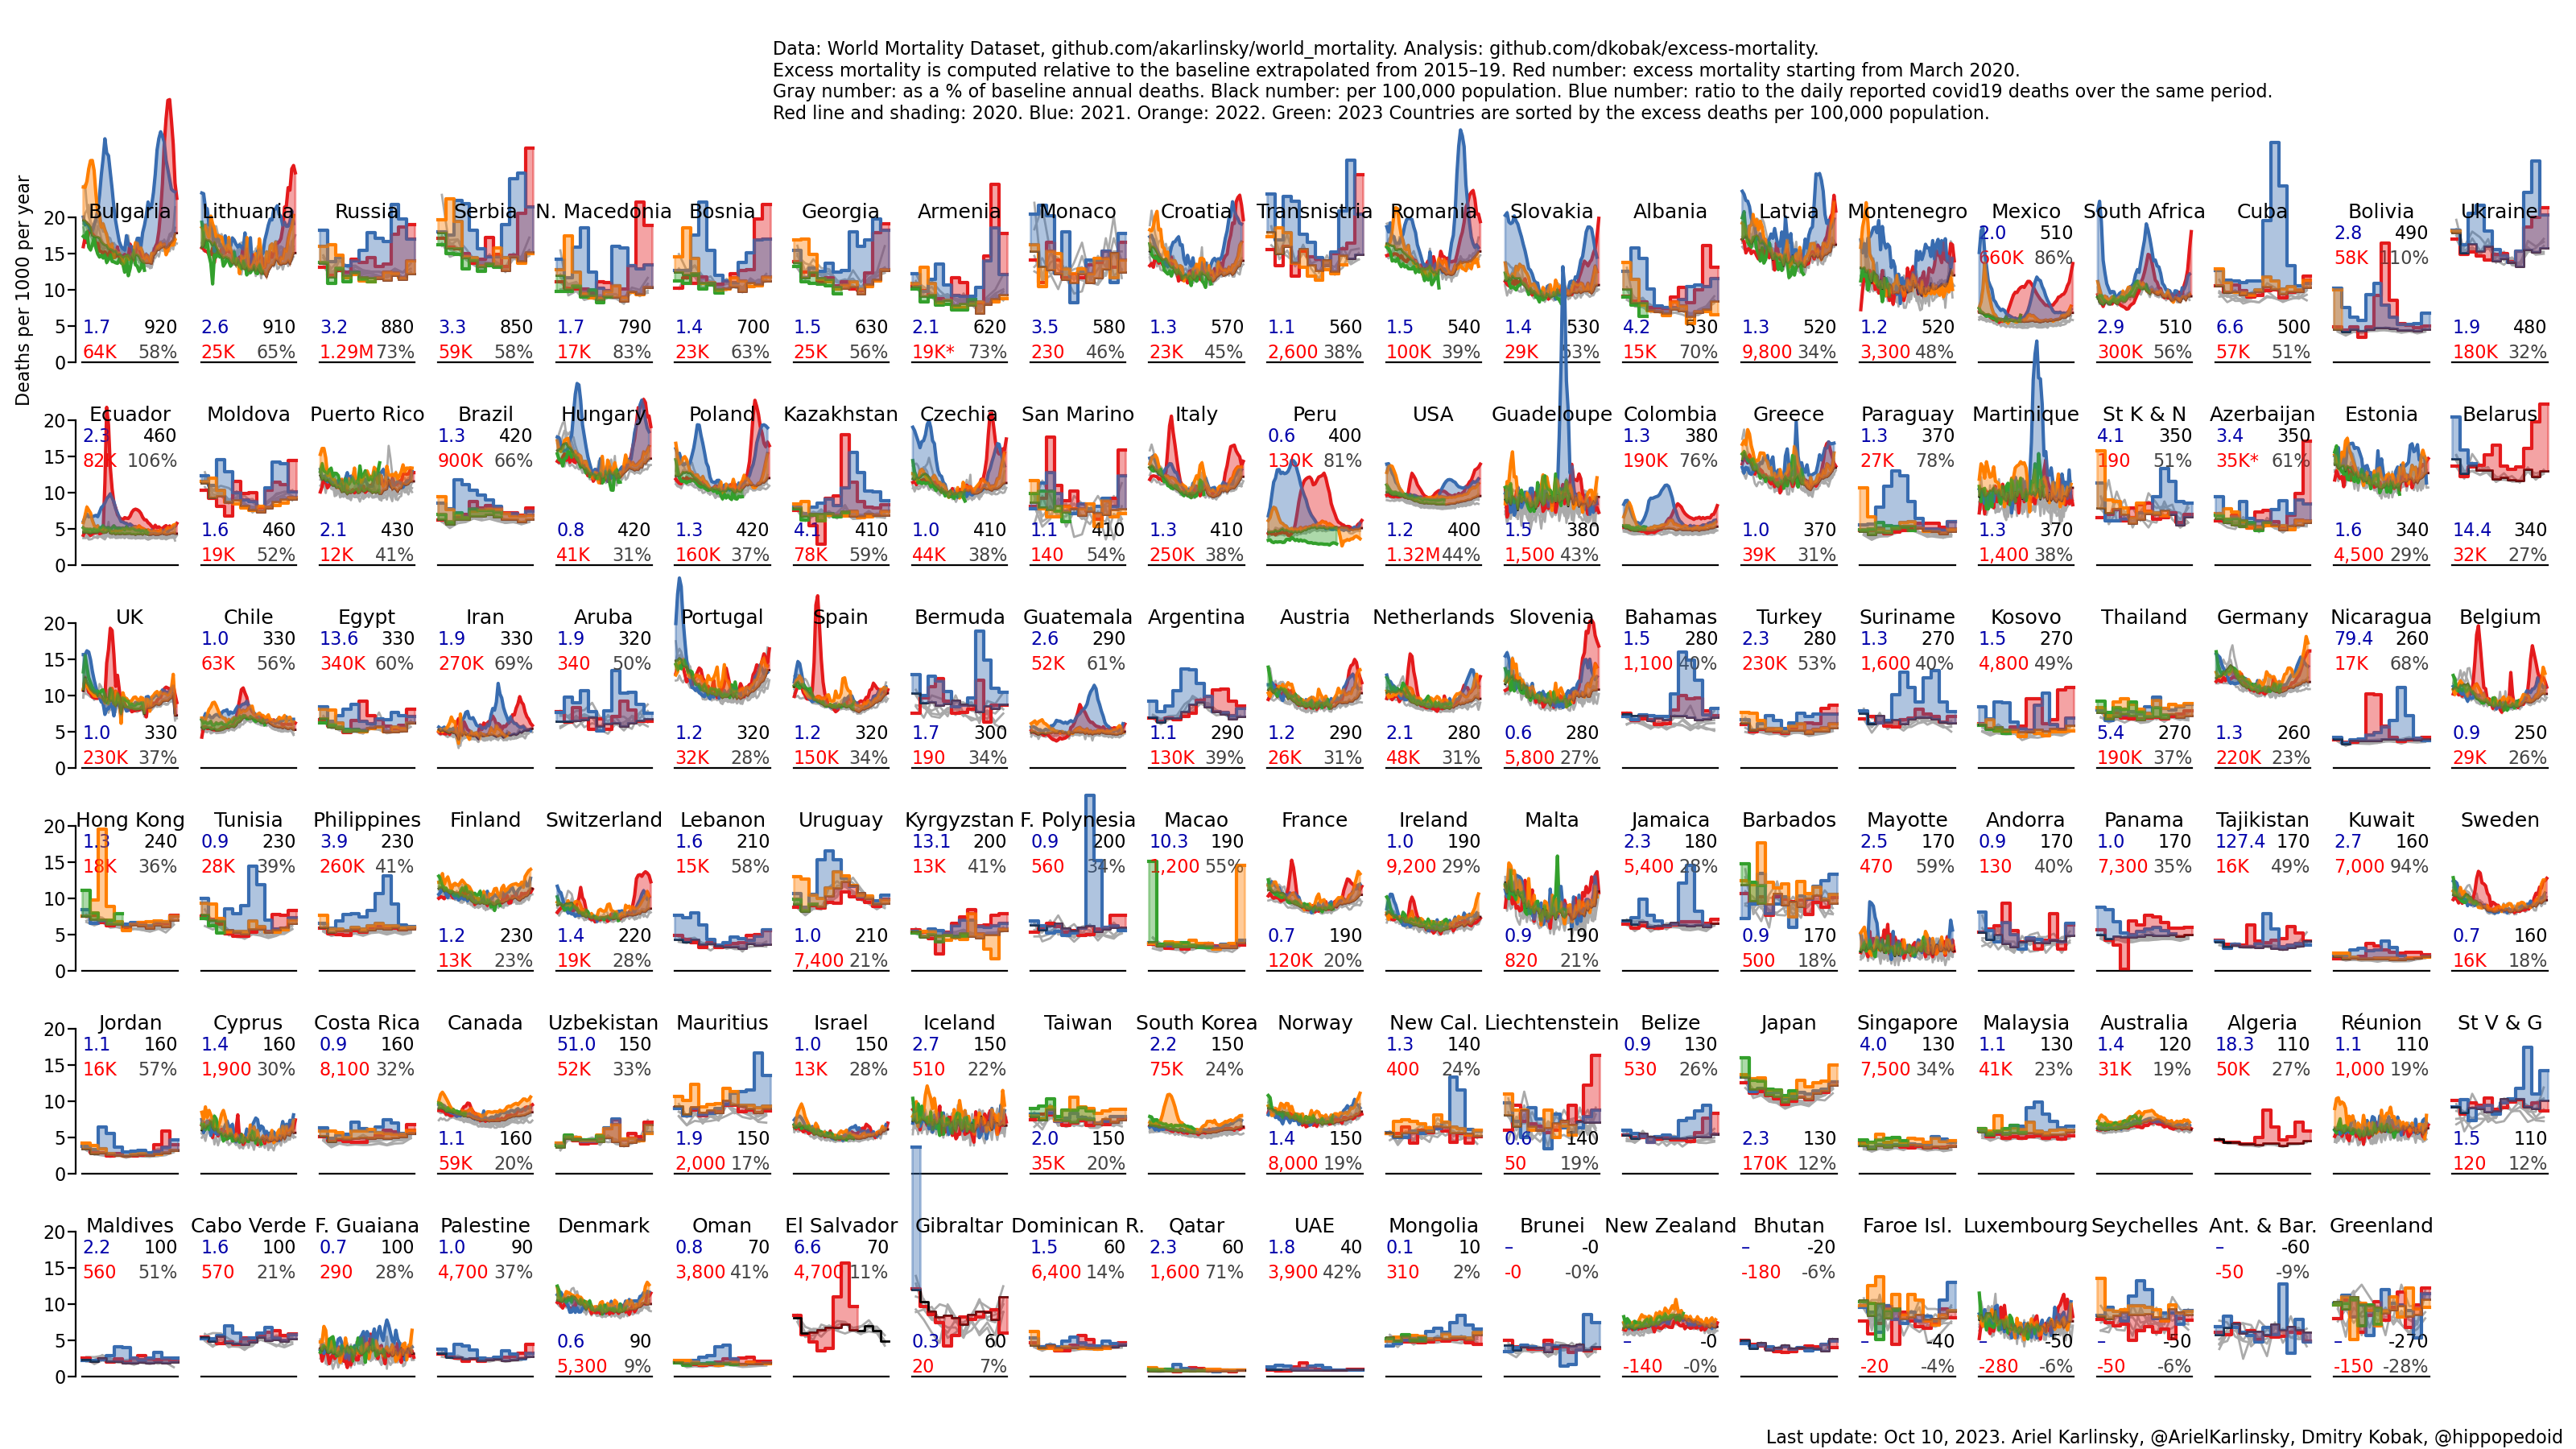 Data: World Mortality Dataset, github.com/akarlinsky/world_mortality. Analysis: github.com/dkobak/excess-mortality.
Excess mortality is computed relative to the baseline extrapolated from 2015–19. Red number: excess mortality starting from March 2020.
Gray number: as a % of baseline annual deaths. Black number: per 100,000 population. Blue number: ratio to the daily reported covid19 deaths over the same period.
Red line and shading: 2020. Blue: 2021. Orange: 2022. Green: 2023 Countries are sorted by the excess deaths per 100,000 population.
Deaths per 1000 per year
20
15
10
5
0
Bulgaria
1.7 920
64K 58%
Lithuania
2.6 910
25K 65%
Russia
3.2 880
1.29M 73%
Serbia
3.3 850
59K 58%
N. Macedonia
1.7 790
17K 83%
Bosnia
1.4 700
23K 63%
Georgia
1.5 630
25K 56%
Armenia
2.1 620
19K* 73%
Monaco
3.5 580
230 46%
Croatia
1.3 570
23K 45%
Transnistria
1.1 560
2,600 38%
Romania
1.5 540
100K 39%
Slovakia
1.4 530
29K 53%
Albania
4.2 530
15K 70%
Latvia
1.3 520
9,800 34%
Montenegro
1.2 520
3,300 48%
Mexico
2.0 510
660K 86%
South Africa
2.9 510
300K 56%
Cuba
6.6 500
57K 51%
Bolivia
2.8 490
58K 110%
Ukraine
1.9 480
180K 32%
20
15
10
5
0
Ecuador
2.3 460
82K 106%
Moldova
1.6 460
19K 52%
Puerto Rico
2.1 430
12K 41%
Brazil
1.3 420
900K 66%
Hungary
0.8 420
41K 31%
Poland
1.3 420
160K 37%
Kazakhstan
4.1 410
78K 59%
Czechia
1.0 410
44K 38%
San Marino
1.1 410
140 54%
Italy
1.3 410
250K 38%
Peru
0.6 400
130K 81%
USA
1.2 400
1.32M 44%
Guadeloupe
1.5 380
1,500 43%
Colombia
1.3 380
190K 76%
Greece
1.0 370
39K 31%
Paraguay
1.3 370
27K 78%
Martinique
1.3 370
1,400 38%
St K & N
4.1 350
190 51%
Azerbaijan
3.4 350
35K* 61%
Estonia
1.6 340
4,500 29%
Belarus
14.4 340
32K 27%
20
15
10
5
0
UK
1.0 330
230K 37%
Chile
1.0 330
63K 56%
Egypt
13.6 330
340K 60%
Iran
1.9 330
270K 69%
Aruba
1.9 320
340 50%
Portugal
1.2 320
32K 28%
Spain
1.2 320
150K 34%
Bermuda
1.7 300
190 34%
Guatemala
2.6 290
52K 61%
Argentina
1.1 290
130K 39%
Austria
1.2 290
26K 31%
Netherlands
2.1 280
48K 31%
Slovenia
0.6 280
5,800 27%
Bahamas
1.5 280
1,100 40%
Turkey
2.3 280
230K 53%
Suriname
1.3 270
1,600 40%
Kosovo
1.5 270
4,800 49%
Thailand
5.4 270
190K 37%
Germany
1.3 260
220K 23%
Nicaragua
79.4 260
17K 68%
Belgium
0.9 250
29K 26%
20
15
10
5
0
Hong Kong
1.3 240
18K 36%
Tunisia
0.9 230
28K 39%
Philippines
3.9 230
260K 41%
Finland
1.2 230
13K 23%
Switzerland
1.4 220
19K 28%
Lebanon
1.6 210
15K 58%
Uruguay
1.0 210
7,400 21%
Kyrgyzstan
13.1 200
13K 41%
F. Polynesia
0.9 200
560 34%
Macao
10.3 190
1,200 55%
France
0.7 190
120K 20%
Ireland
1.0 190
9,200 29%
Malta
0.9 190
820 21%
Jamaica
2.3 180
5,400 28%
Barbados
0.9 170
500 18%
Mayotte
2.5 170
470 59%
Andorra
0.9 170
130 40%
Panama
1.0 170
7,300 35%
Tajikistan
127.4 170
16K 49%
Kuwait
2.7 160
7,000 94%
Sweden
0.7 160
16K 18%
20
15
10
5
0
Jordan
1.1 160
16K 57%
Cyprus
1.4 160
1,900 30%
Costa Rica
0.9 160
8,100 32%
Canada
1.1 160
59K 20%
Uzbekistan
51.0 150
52K 33%
Mauritius
1.9 150
2,000 17%
Israel
1.0 150
13K 28%
Iceland
2.7 150
510 22%
Taiwan
2.0 150
35K 20%
South Korea
2.2 150
75K 24%
Norway
1.4 150
8,000 19%
New Cal.
1.3 140
400 24%
Liechtenstein
0.6 140
50 19%
Belize
0.9 130
530 26%
Japan
2.3 130
170K 12%
Singapore
4.0 130
7,500 34%
Malaysia
1.1 130
41K 23%
Australia
1.4 120
31K 19%
Algeria
18.3 110
50K 27%
Réunion
1.1 110
1,000 19%
St V & G
1.5 110
120 12%
20
15
10
5
0
Maldives
2.2 100
560 51%
Cabo Verde
1.6 100
570 21%
F. Guaiana
0.7 100
290 28%
Palestine
1.0 90
4,700 37%
Denmark
0.6 90
5,300 9%
Oman
0.8 70
3,800 41%
El Salvador
6.6 70
4,700 11%
Gibraltar
0.3 60
20 7%
Dominican R.
1.5 60
6,400 14%
Qatar
2.3 60
1,600 71%
UAE
1.8 40
3,900 42%
Mongolia
0.1 10
310 2%
Brunei
– -0
-0 -0%
New Zealand
– -0
-140 -0%
Bhutan
– -20
-180 -6%
Faroe Isl.
– -40
-20 -4%
Luxembourg
– -50
-280 -6%
Seychelles
– -50
-50 -6%
Ant. & Bar.
– -60
-50 -9%
Greenland
– -270
-150 -28%
Last update: Oct 10, 2023. Ariel Karlinsky, @ArielKarlinsky, Dmitry Kobak, @hippopedoid